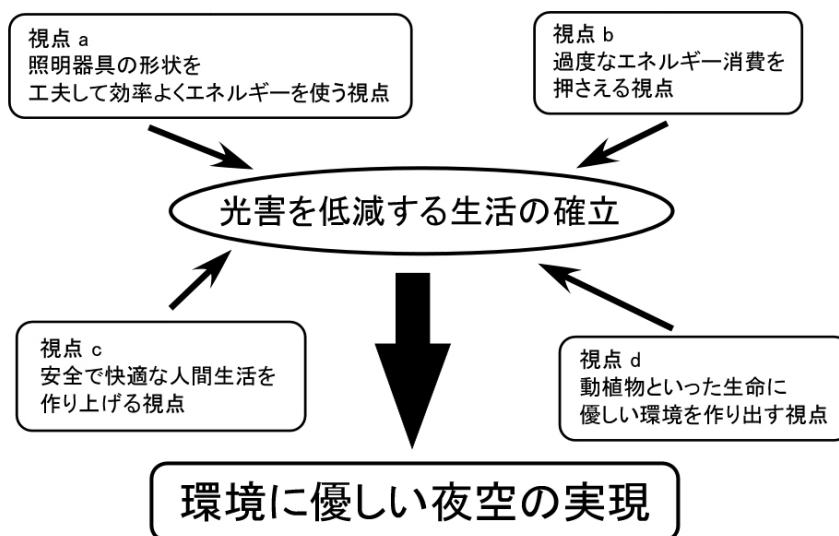 視点 a
照明器具の形状を
工夫して効率よくエネルギーを使う視点
視点 b
過度なエネルギー消費を
押さえる視点
光害を低減する生活の確立
視点 c
安全で快適な人間生活を
作り上げる視点
視点 d
動植物といった生命に
優しい環境を作り出す視点
環境に優しい夜空の実現